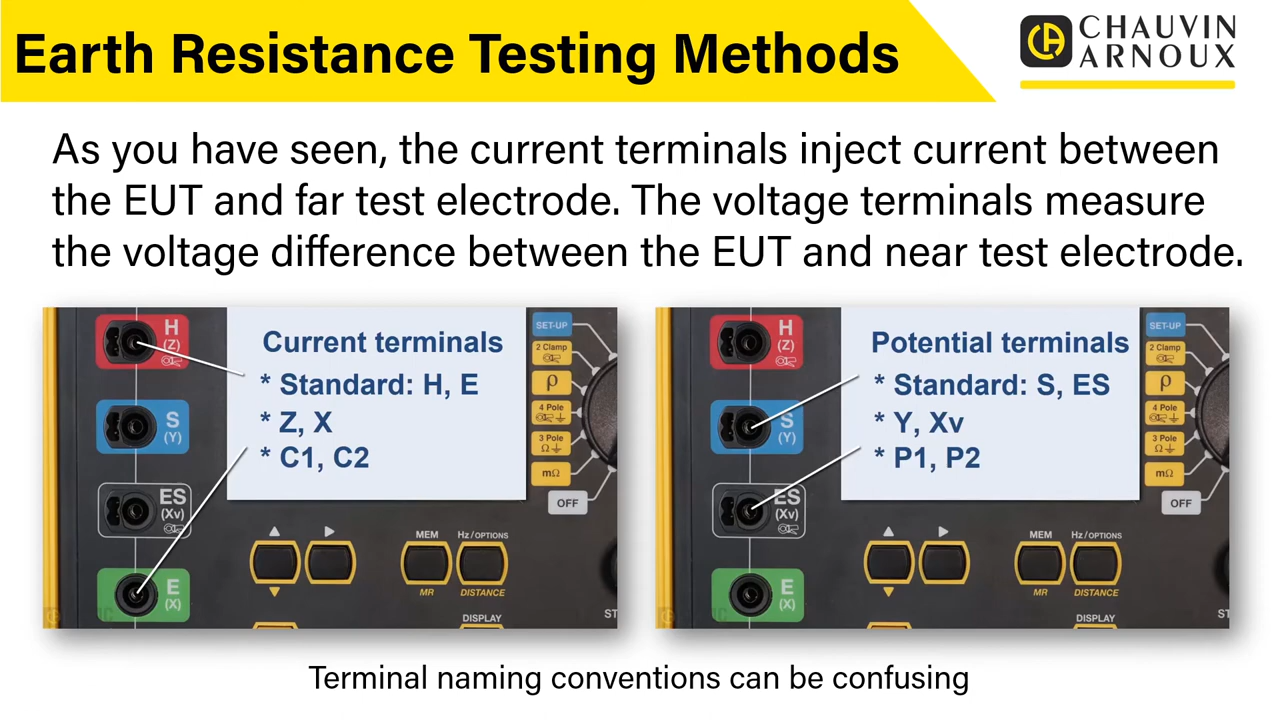 Earth Resistance Testing Methods
CHAUVIN
ARNOUX
As you have seen, the current terminals inject current between
the EUT and far test electrode. The voltage terminals measure
the voltage difference between the EUT and near test electrode.
H
(Z)
S
(Y)
ES
(Xv)
E
(X)
Current terminals
* Standard: H, E
* Z, X
* C1, C2
SET-UP
2 Clamp
ρ
4 Pole
3 Pole
Ω
mΩ
OFF
MEM
Hz/OPTIONS
MR
DISTANCE
DISPLAY
ST
H
(Z)
S
(Y)
ES
(Xv)
E
(X)
Potential terminals
* Standard: S, ES
* Y, Xv
* P1, P2
SET-UP
2 Clamp
ρ
4 Pole
3 Pole
Ω
mΩ
OFF
MEM
Hz/OPTIONS
MR
DISTANCE
DISPLAY
ST
Terminal naming conventions can be confusing